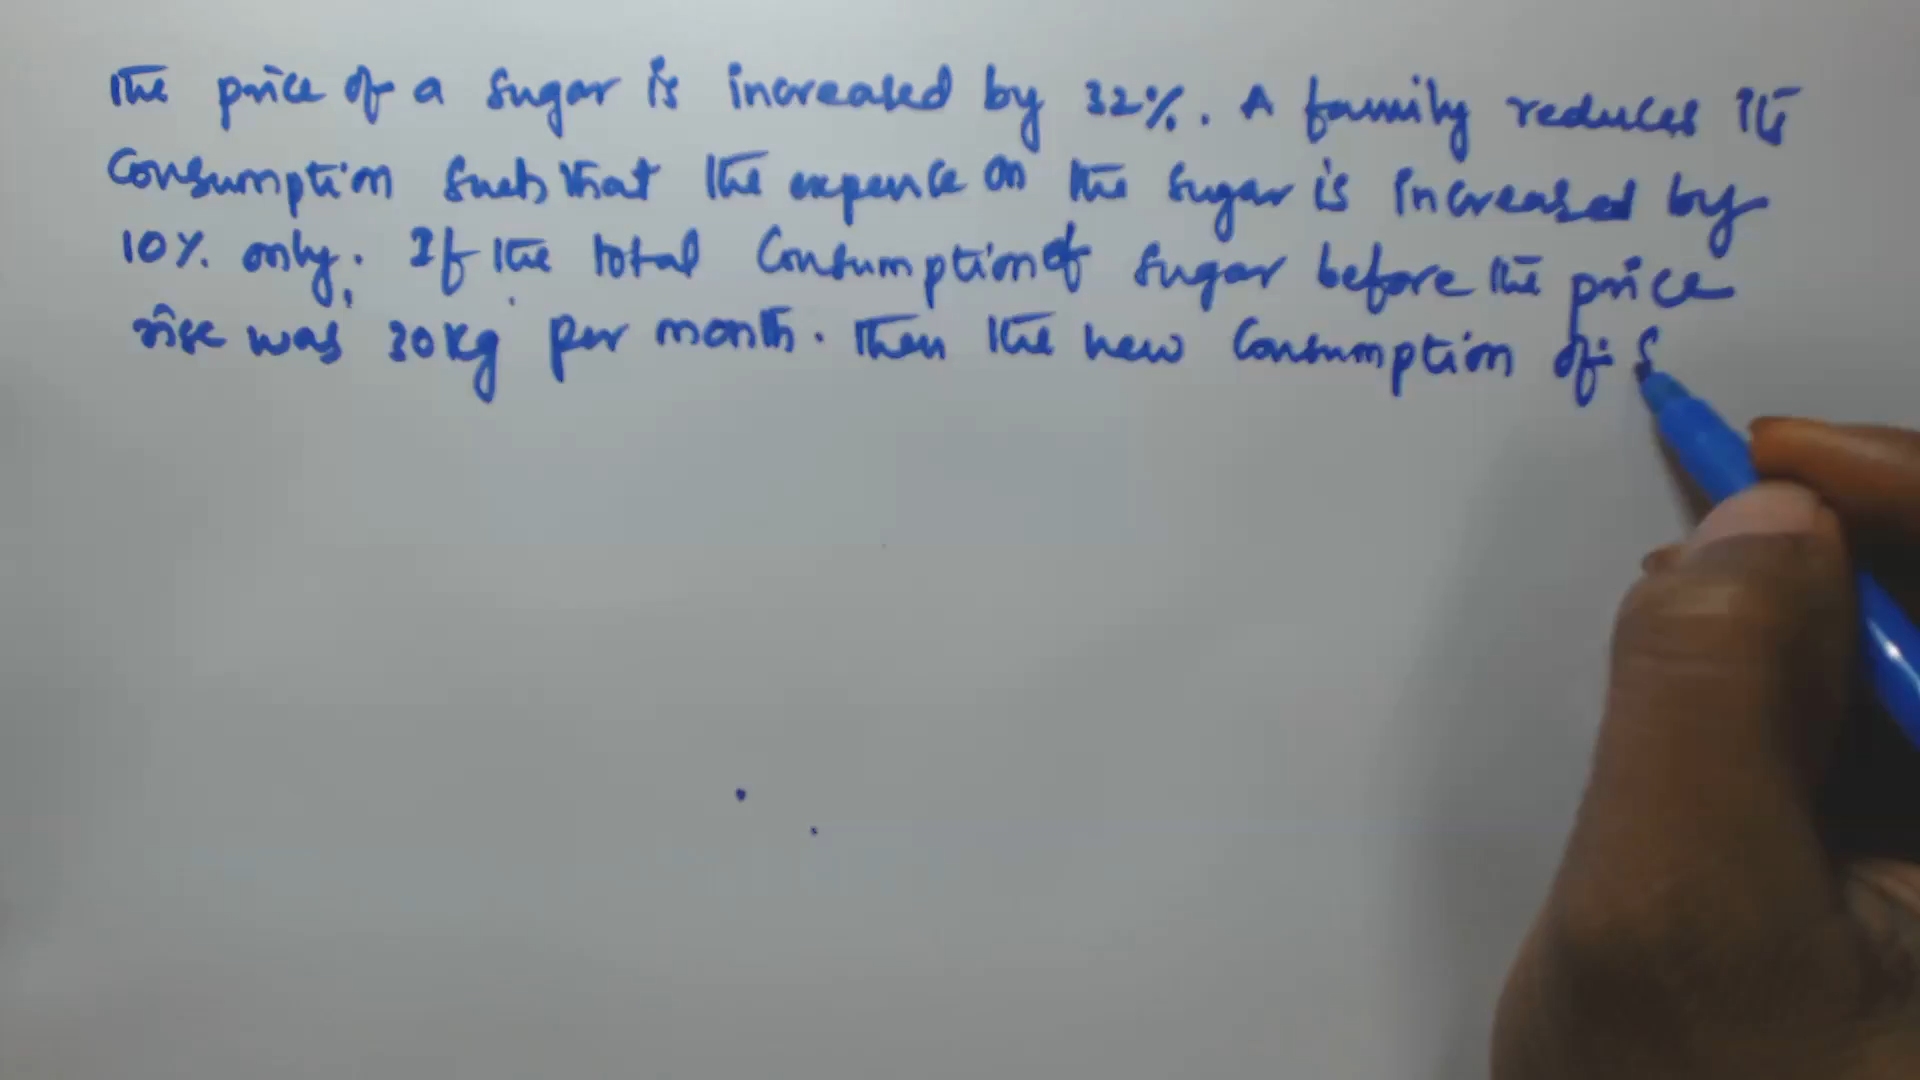 The price of a sugar is increased by 32%. A family reduces its
consumption such that the expence on the sugar is increased by
10% only. If the total consumption of sugar before the price
rise was 30 kg per month. Then the new consumption of S